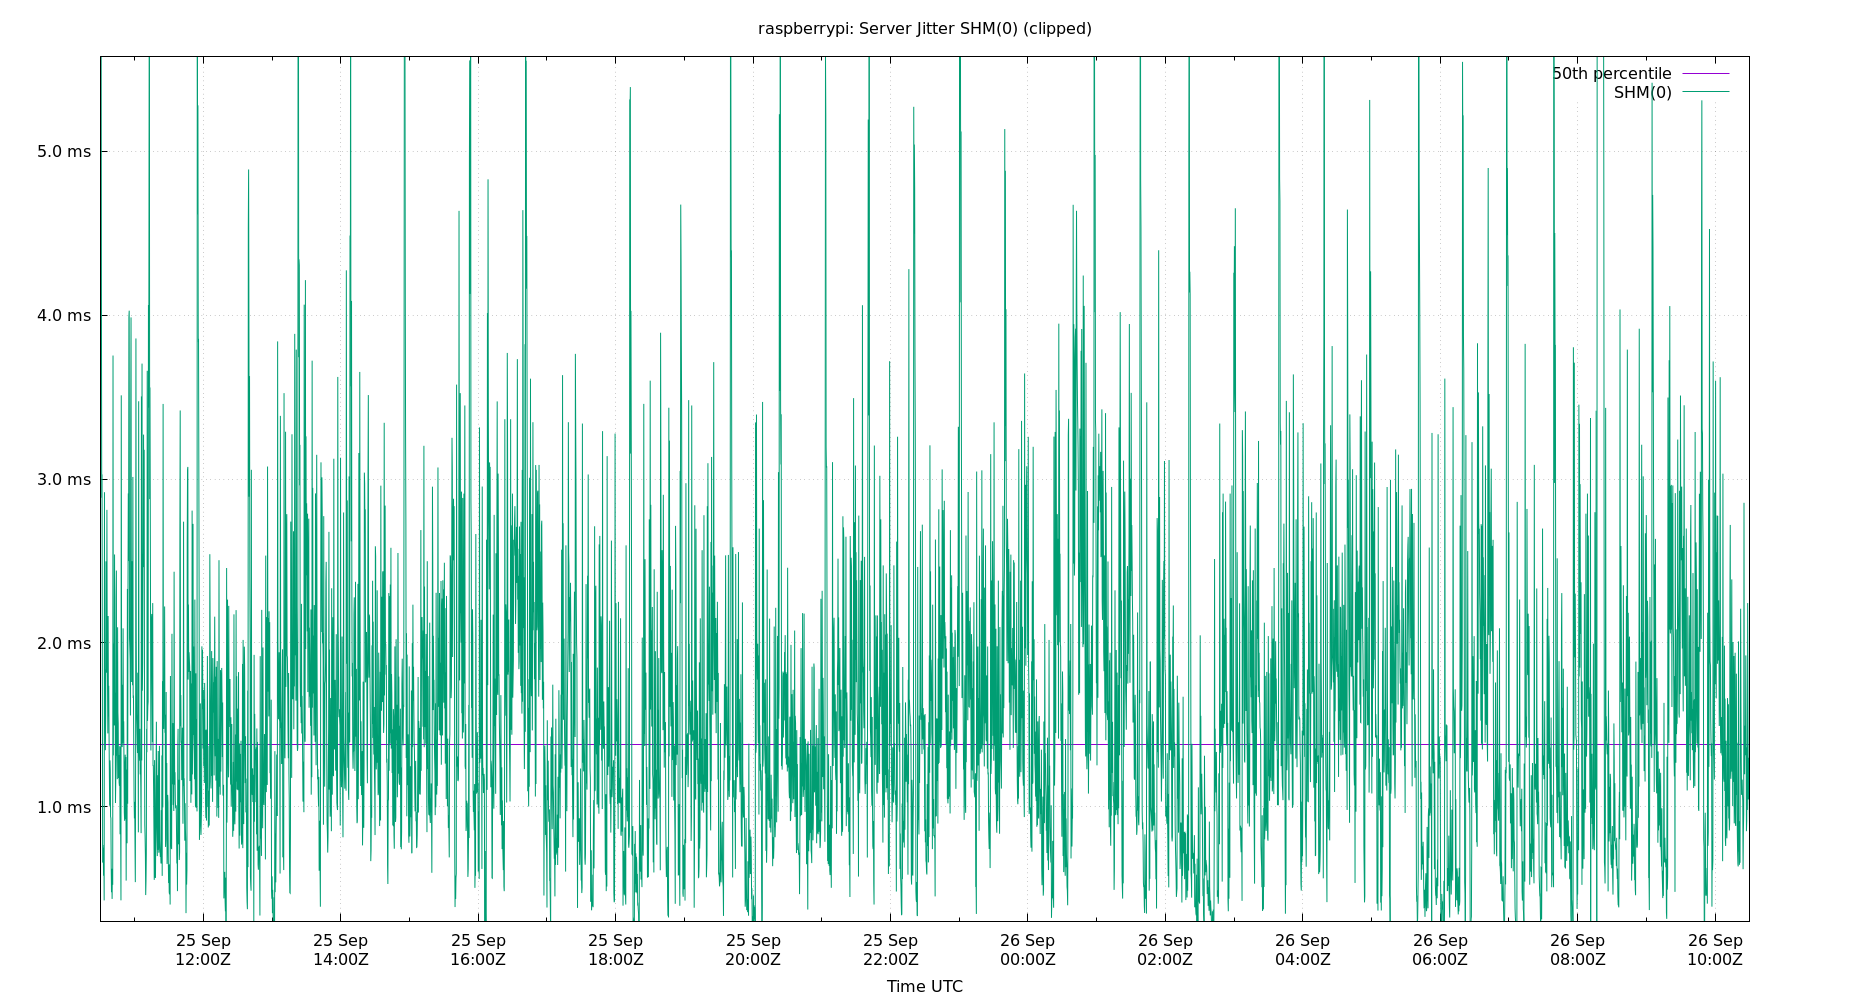 raspberrypi: Server Jitter SHM(0) (clipped)
50th percentile
SHM(0)
5.0 ms
4.0 ms
3.0 ms
2.0 ms
1.0 ms
25 Sep 25 Sep 25 Sep 25 Sep 25 Sep 25 Sep 26 Sep 26 Sep 26 Sep 26 Sep 26 Sep 26 Sep
12:00Z 14:00Z 16:00Z 18:00Z 20:00Z 22:00Z 00:00Z 02:00Z 04:00Z 06:00Z 08:00Z 10:00Z
Time UTC